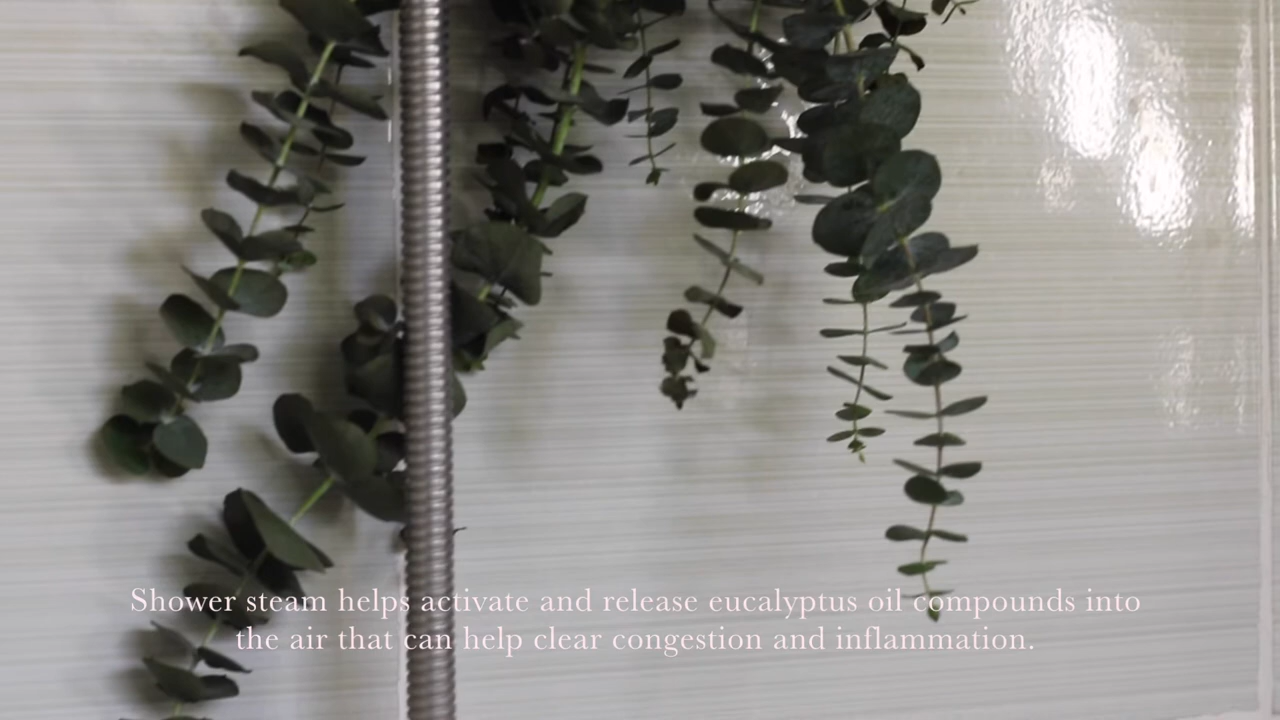 Shower steam helps activate and release eucalyptus oil compounds into
the air that can help clear congestion and inflammation.